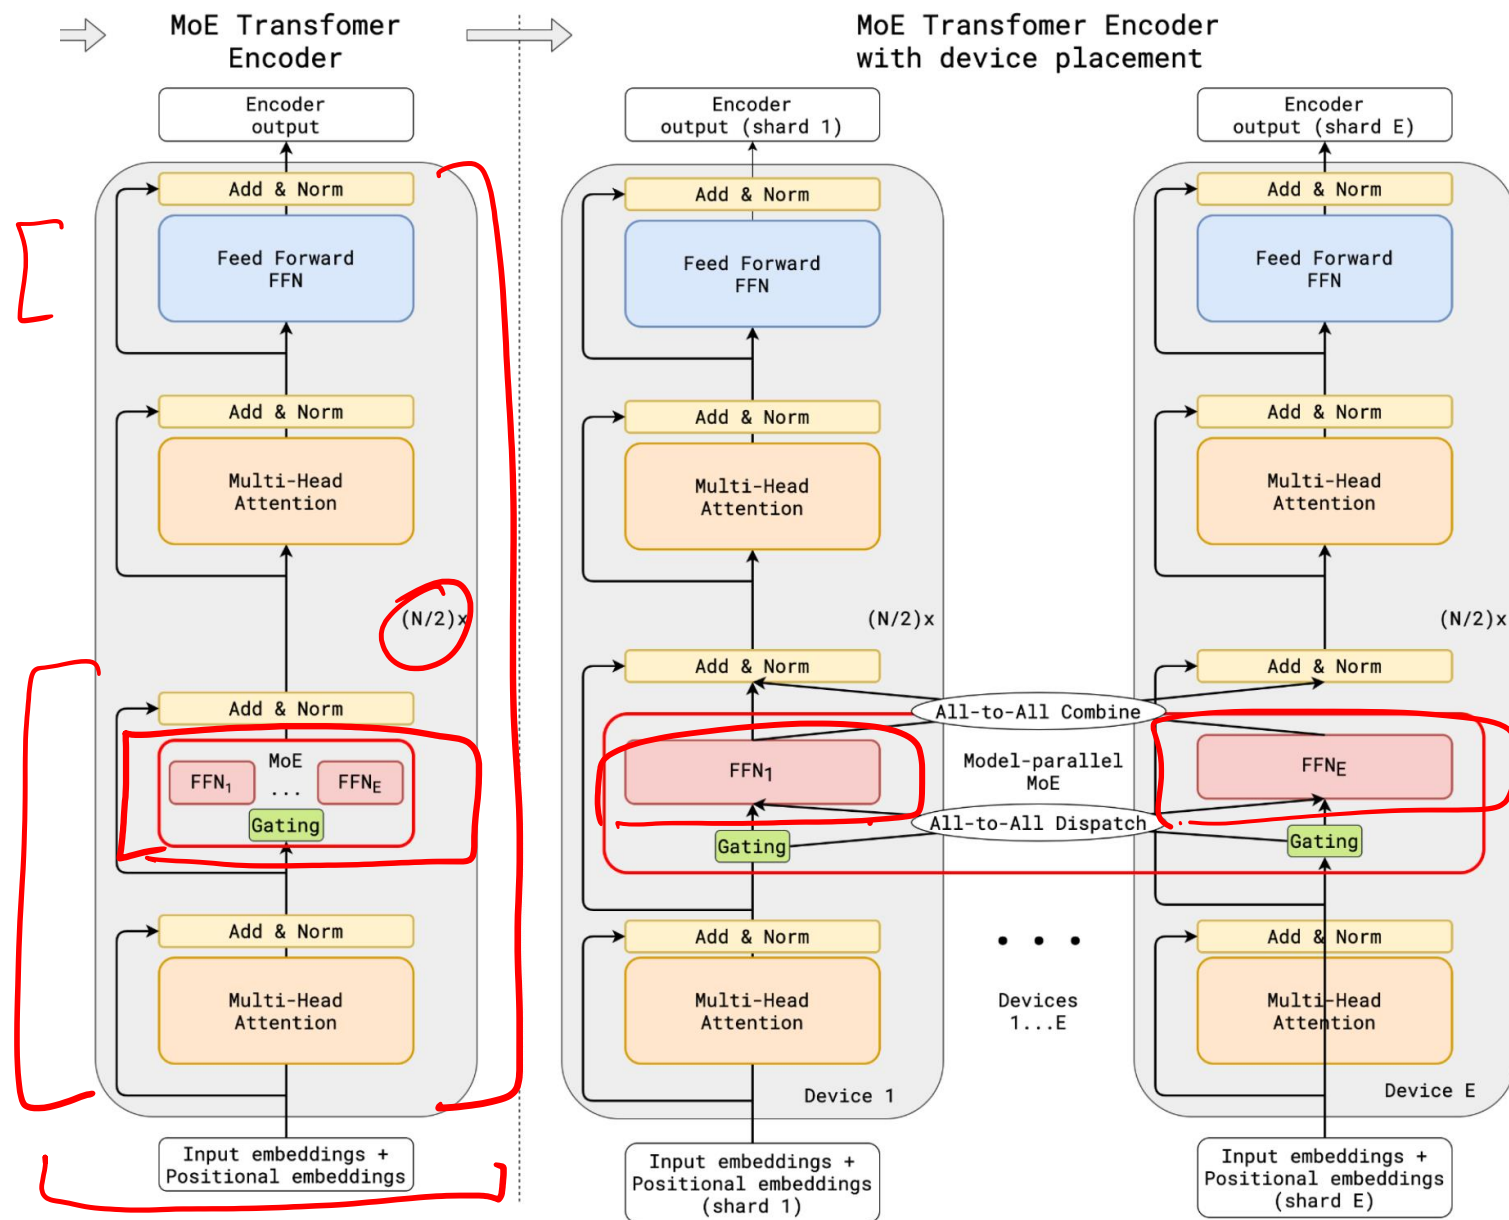 MoE Transfomer
Encoder
Encoder
output
Add & Norm
Feed Forward
FFN
Add & Norm
Multi-Head
Attention
(N/2)x
Add & Norm
MoE
FFN₁ ... FFNE
Gating
Add & Norm
Multi-Head
Attention
Input embeddings +
Positional embeddings
MoE Transfomer Encoder
with device placement
Encoder
output (shard 1)
Add & Norm
Feed Forward
FFN
Add & Norm
Multi-Head
Attention
(N/2)x
Add & Norm
All-to-All Combine
FFN₁
Model-parallel
MoE
All-to-All Dispatch
Gating
Add & Norm
Multi-Head
Attention
Devices
1...E
Device 1
Input embeddings +
Positional embeddings
(shard 1)
Encoder
output (shard E)
Add & Norm
Feed Forward
FFN
Add & Norm
Multi-Head
Attention
(N/2)x
Add & Norm
FFNE
Gating
Add & Norm
Multi-Head
Attention
Device E
Input embeddings +
Positional embeddings
(shard E)